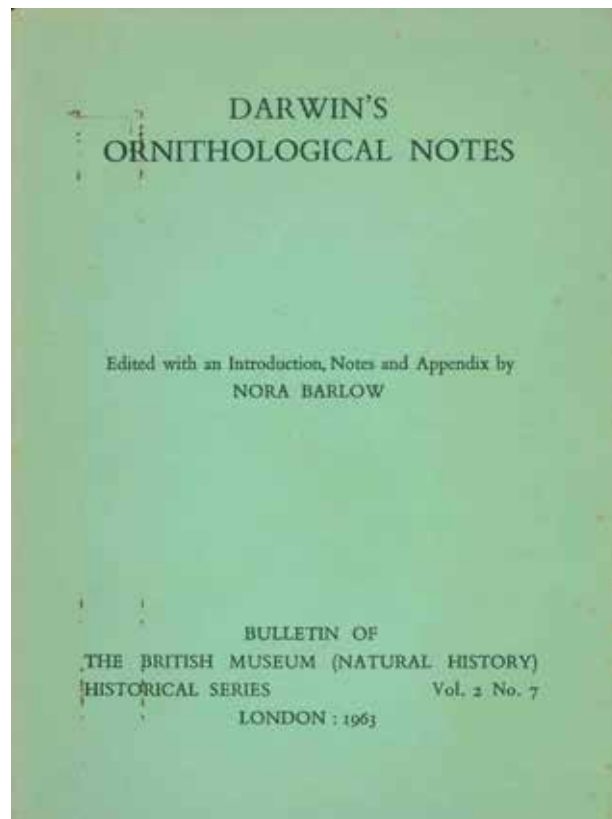 DARWIN'S
ORNITHOLOGICAL NOTES
Edited with an Introduction, Notes and Appendix by
NORA BARLOW
BULLETIN OF
THE BRITISH MUSEUM (NATURAL HISTORY)
HISTORICAL SERIES Vol. 2 No. 7
LONDON : 1963